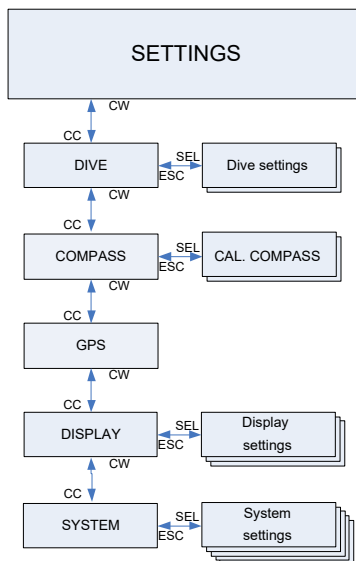 SETTINGS
CW
CC
DIVE
SEL
ESC
Dive settings
CW
CC
COMPASS
SEL
ESC
CAL. COMPASS
CW
CC
GPS
CW
CC
DISPLAY
SEL
ESC
Display
settings
CW
CC
SYSTEM
SEL
ESC
System
settings